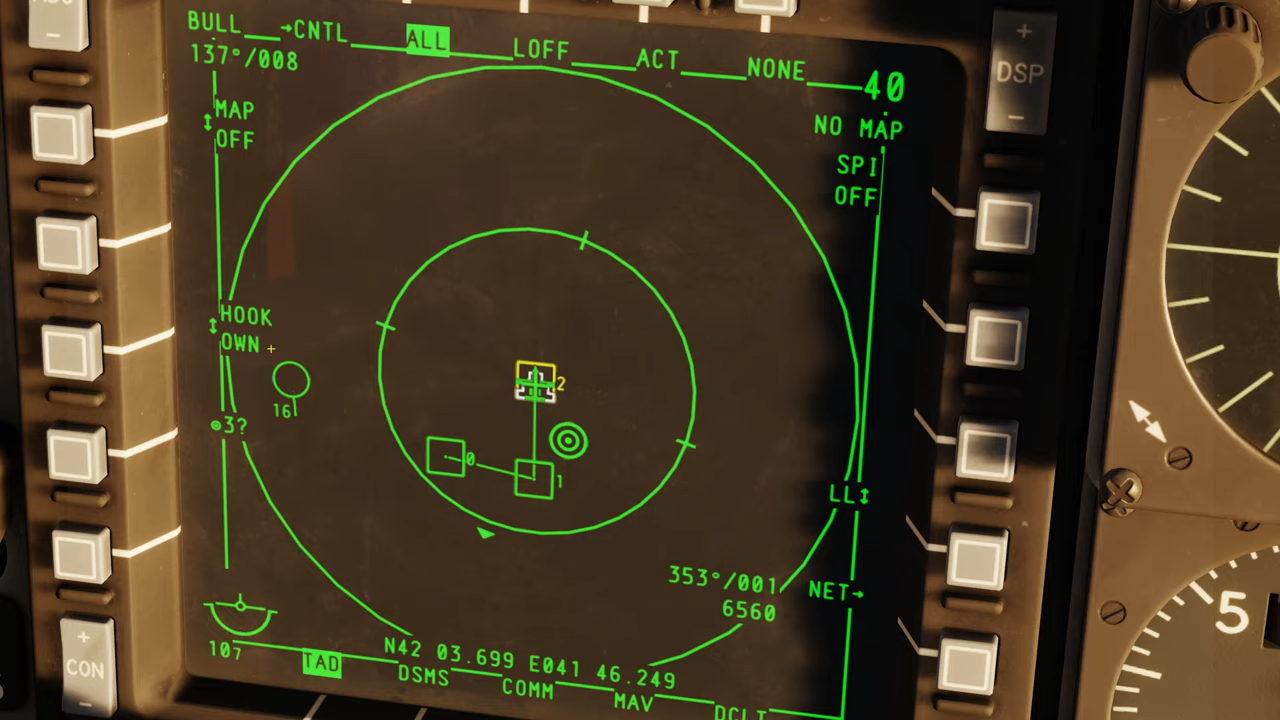 BULL →CNTL ALL LOFF ACT NONE 40
137°/008
MAP
OFF
NO MAP
SPI
OFF
HOOK
OWN
16
3?
2
0
1
LL
353°/001
6560
NET→
107
N42 03.699 E041 46.249
TAD DSMS COMM MAV DCLT
+
DSP
-
-
+
CON
-
5